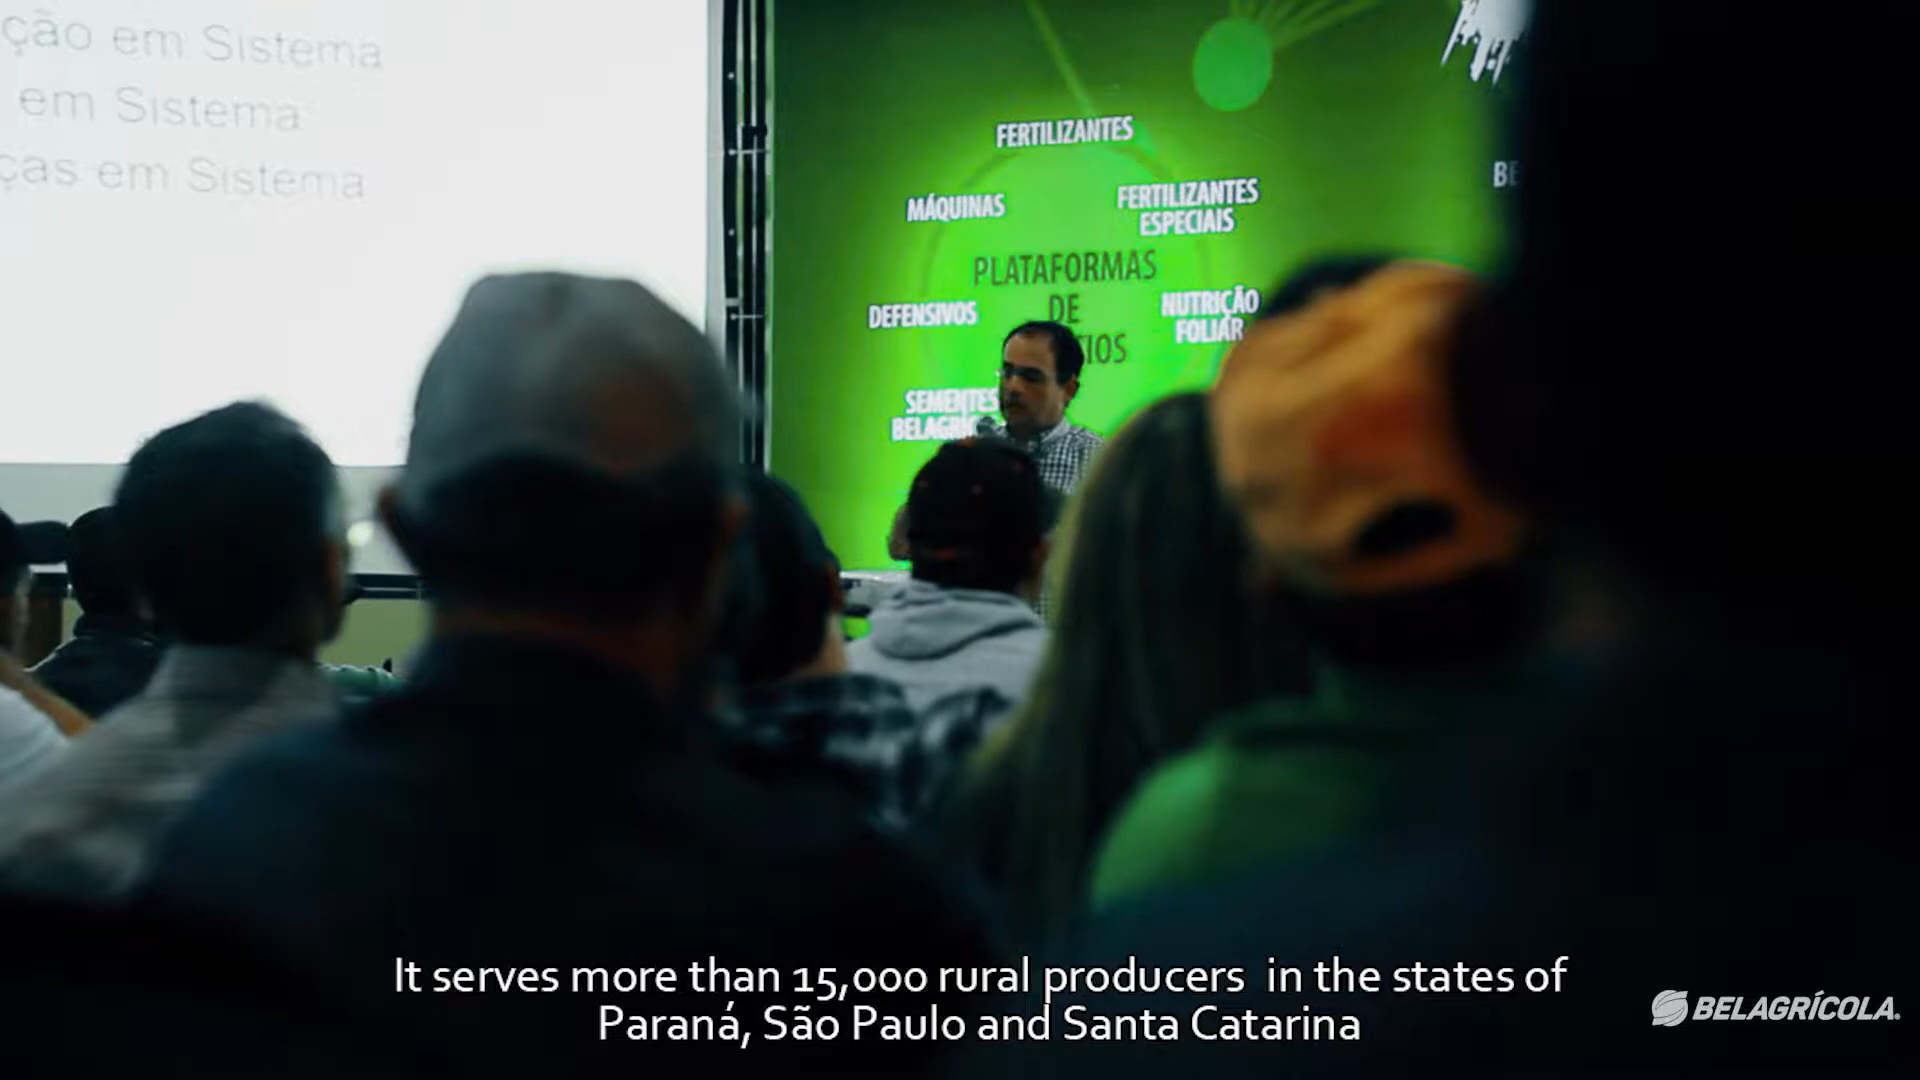 ção em Sistema
em Sistema
ças em Sistema
FERTILIZANTES
MÁQUINAS
FERTILIZANTES
ESPECIAIS
PLATAFORMAS
DE
DEFENSIVOS
NUTRIÇÃO
FOLIAR
SEMENTES
It serves more than 15,000 rural producers in the states of
Paraná, São Paulo and Santa Catarina
BELAGRÍCOLA